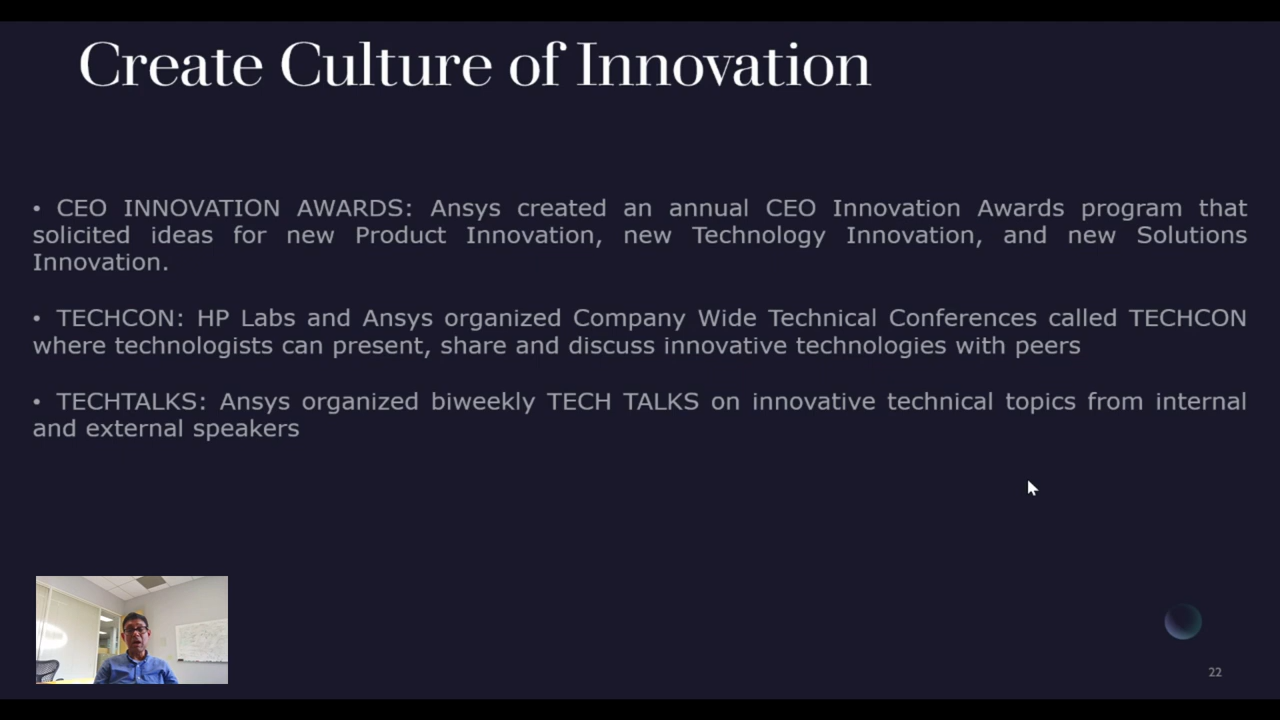 Create Culture of Innovation
• CEO INNOVATION AWARDS: Ansys created an annual CEO Innovation Awards program that
solicited ideas for new Product Innovation, new Technology Innovation, and new Solutions
Innovation.
• TECHCON: HP Labs and Ansys organized Company Wide Technical Conferences called TECHCON
where technologists can present, share and discuss innovative technologies with peers
• TECHTALKS: Ansys organized biweekly TECH TALKS on innovative technical topics from internal
and external speakers
22